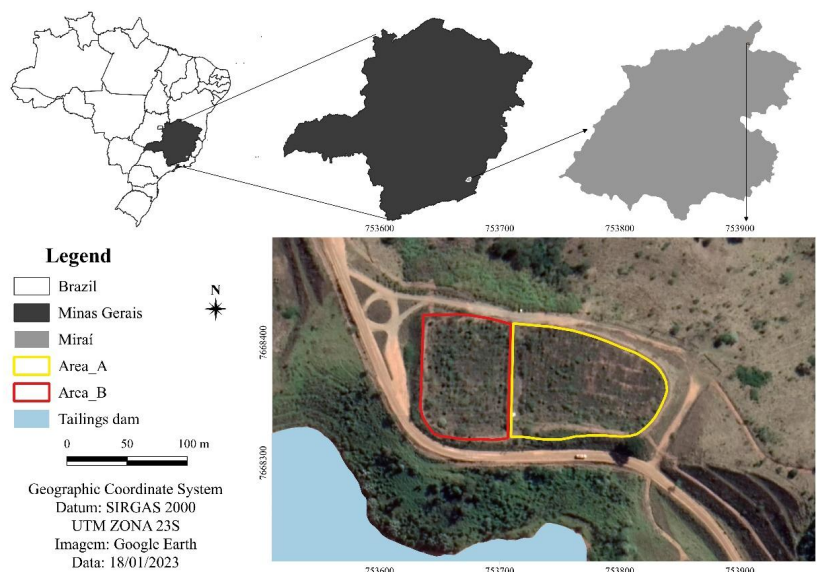 753600
753700
753800
753900
Legend
Brazil
Minas Gerais
Miraí
Area_A
Area_B
Tailings dam
N
0
50
100 m
Geographic Coordinate System
Datum: SIRGAS 2000
UTM ZONA 23S
Imagem: Google Earth
Data: 18/01/2023
7668400
7668300
753600
753700
753800
753900